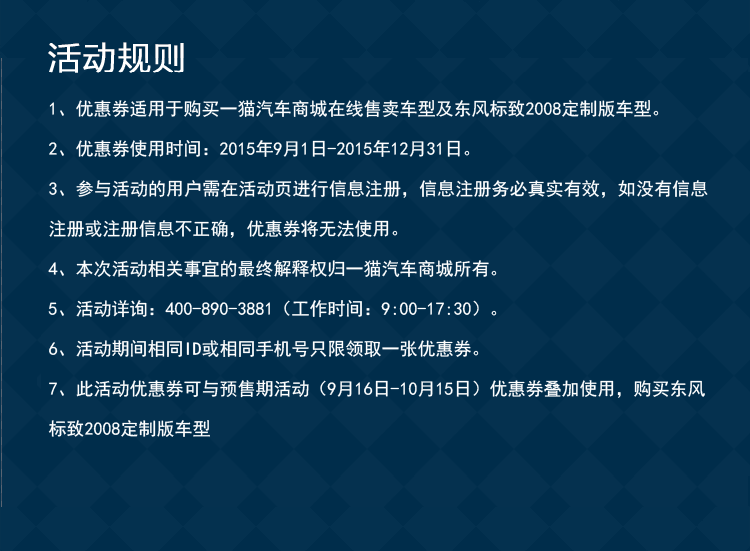 活动规则
1、优惠券适用于购买一猫汽车商城在线售卖车型及东风标致2008定制版车型。
2、优惠券使用时间：2015年9月1日-2015年12月31日。
3、参与活动的用户需在活动页进行信息注册，信息注册务必真实有效，如没有信息
注册或注册信息不正确，优惠券将无法使用。
4、本次活动相关事宜的最终解释权归一猫汽车商城所有。
5、活动详询：400-890-3881（工作时间：9:00-17:30）。
6、活动期间相同ID或相同手机号只限领取一张优惠券。
7、此活动优惠券可与预售期活动（9月16日-10月15日）优惠券叠加使用，购买东风
标致2008定制版车型